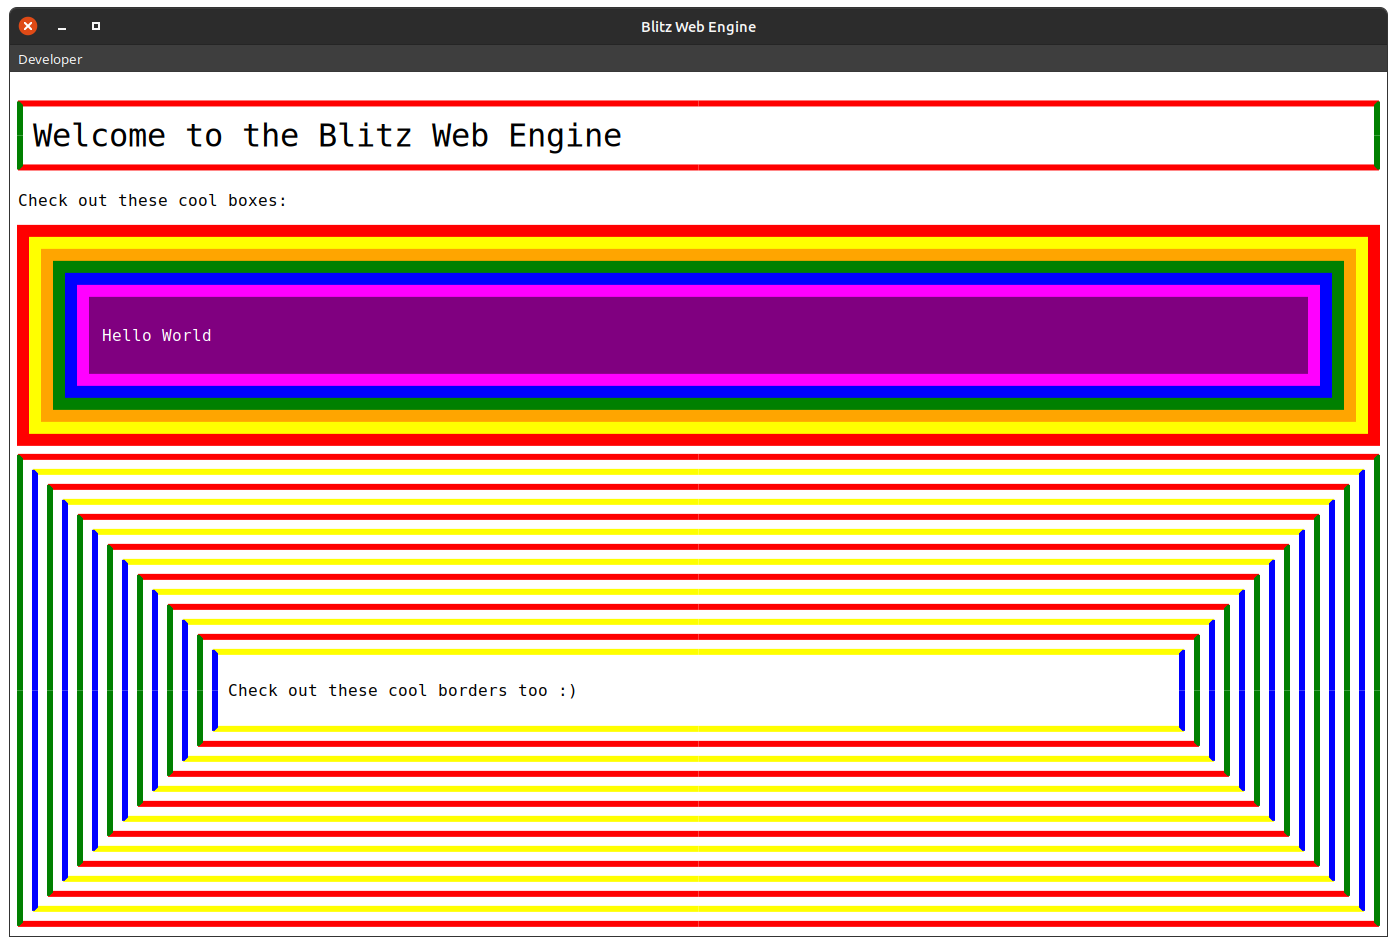 Blitz Web Engine
Developer
Welcome to the Blitz Web Engine
Check out these cool boxes:
Hello World
Check out these cool borders too :)